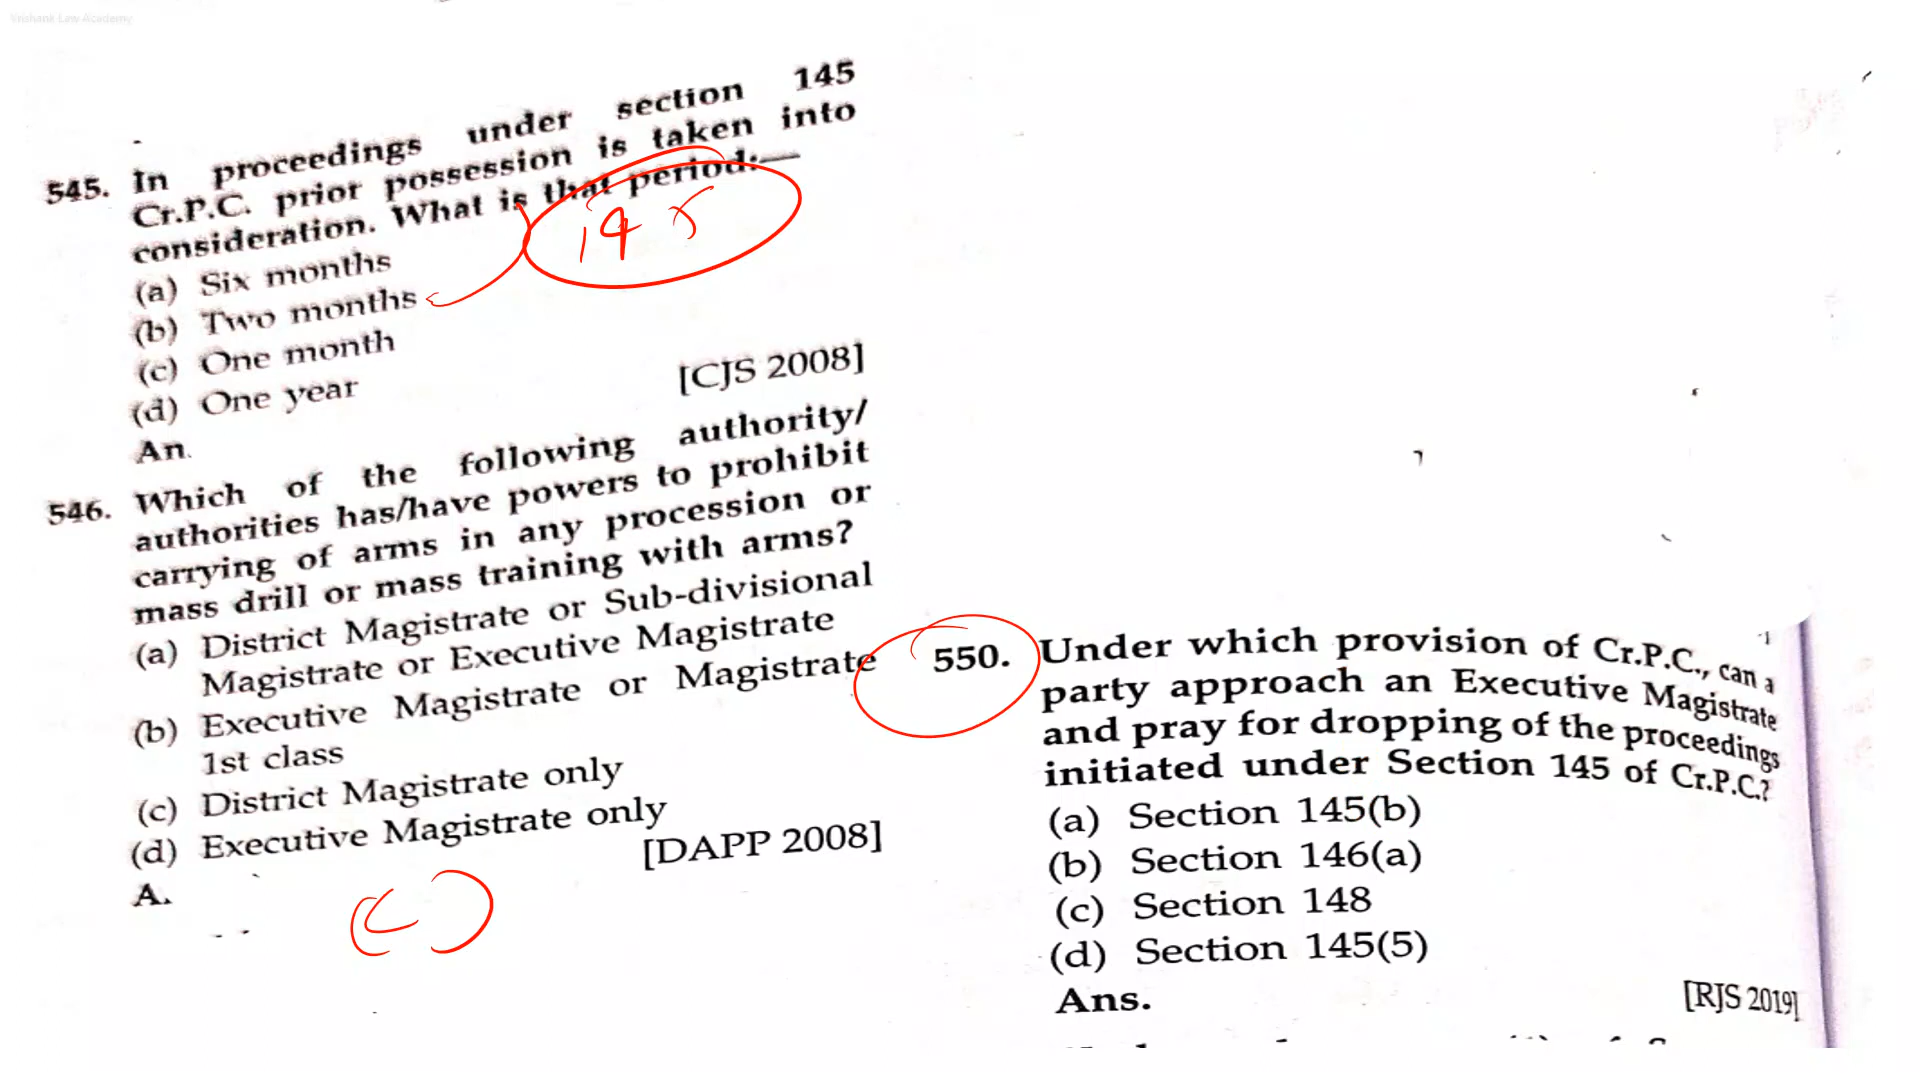 Vrishank Law Academy
545. In proceedings under section 145
Cr.P.C. prior possession is taken into
consideration. What is that period:—
(a) Six months
(b) Two months
(c) One month
(d) One year
[CJS 2008]
An.
145
546. Which of the following authority/
authorities has/have powers to prohibit
carrying of arms in any procession or
mass drill or mass training with arms?
(a) District Magistrate or Sub-divisional
Magistrate or Executive Magistrate
(b) Executive Magistrate or Magistrate
1st class
(c) District Magistrate only
(d) Executive Magistrate only
[DAPP 2008]
A.
(c)
550. Under which provision of Cr.P.C., can a
party approach an Executive Magistrate
and pray for dropping of the proceedings
initiated under Section 145 of Cr.P.C.?
(a) Section 145(b)
(b) Section 146(a)
(c) Section 148
(d) Section 145(5)
Ans.
[RJS 2019]